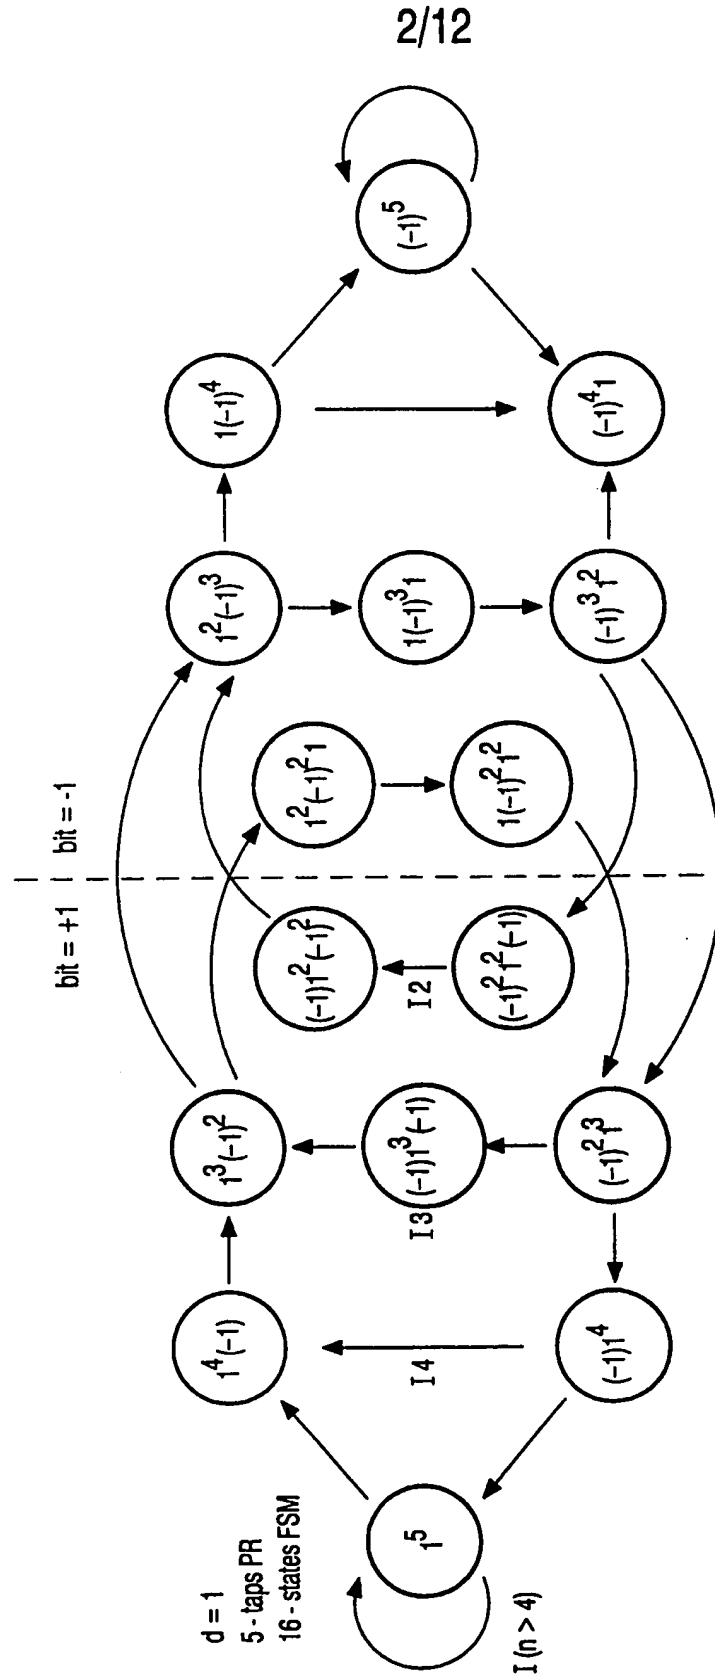 2/12
d = 1
5 - taps PR
16 - states FSM
bit = +1
bit = -1
1^4(-1)
1^3(-1)^2
1^2(-1)^3
1(-1)^4
(-1)1^2(-1)^2
1^2(-1)^2 1
1^5
I4
I3
(-1)1^3(-1)
I2
1(-1)^3 1
(-1)^5
(-1)^2 1^2(-1)
1(-1)^2 1^2
I (n > 4)
(-1)1^4
(-1)^2 1^3
(-1)^3 1^2
(-1)^4 1